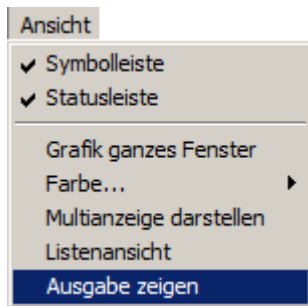 Ansicht
Symbolleiste
Statusleiste
Grafik ganzes Fenster
Farbe...
Multianzeige darstellen
Listenansicht
Ausgabe zeigen